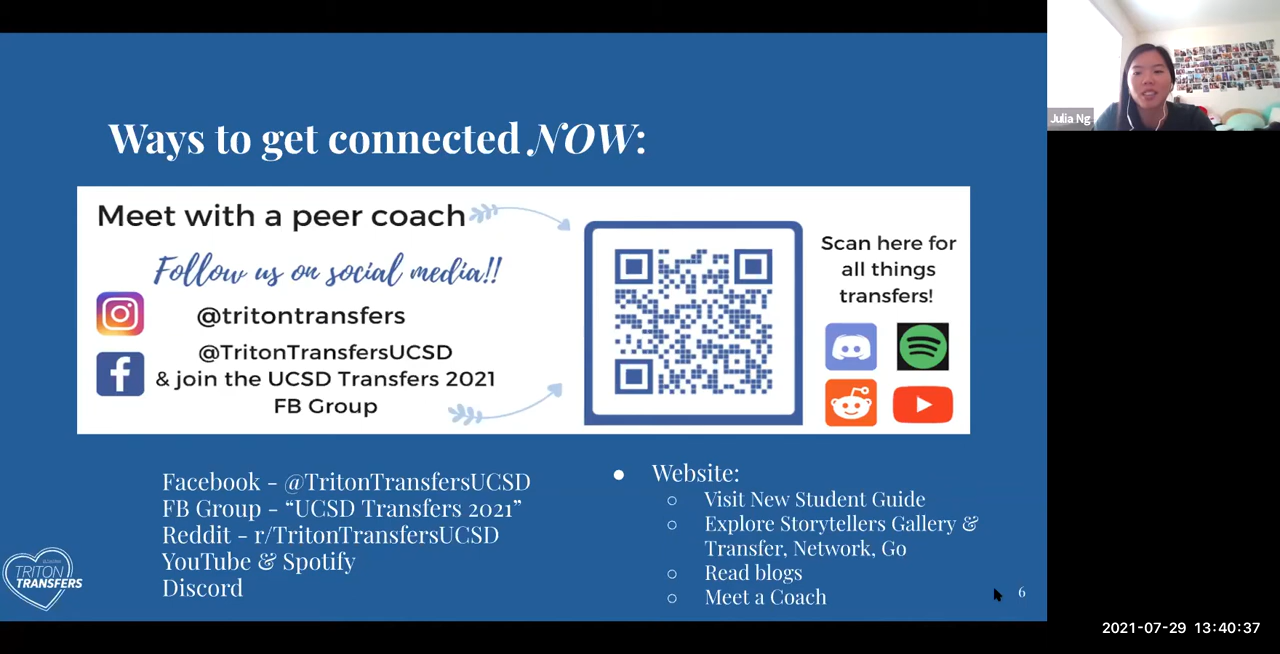 Julia Ng
Ways to get connected NOW:
Meet with a peer coach
Follow us on social media!!
@tritontransfers
@TritonTransfersUCSD
& join the UCSD Transfers 2021
FB Group
Scan here for
all things
transfers!
Facebook - @TritonTransfersUCSD
FB Group - “UCSD Transfers 2021”
Reddit - r/TritonTransfersUCSD
YouTube & Spotify
Discord
● Website:
○ Visit New Student Guide
○ Explore Storytellers Gallery &
Transfer, Network, Go
○ Read blogs
○ Meet a Coach
TRITON
TRANSFERS
6
2021-07-29 13:40:37